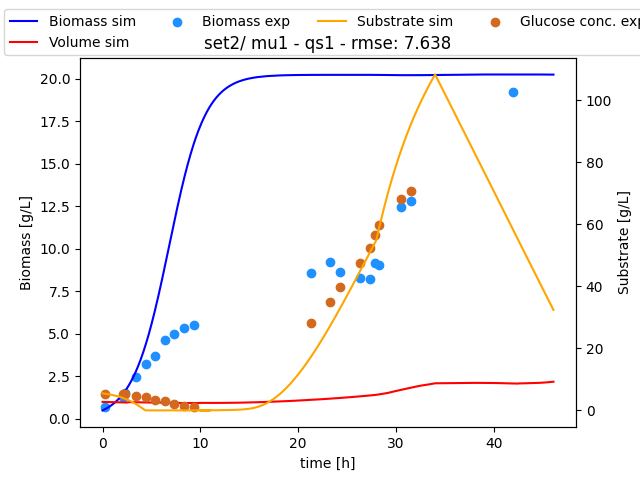 Biomass sim Biomass exp Substrate sim Glucose conc. exp
Volume sim
set2/ mu1 - qs1 - rmse: 7.638
20.0
17.5
15.0
12.5
10.0
7.5
5.0
2.5
0.0
Biomass [g/L]
100
80
60
40
20
0
Substrate [g/L]
0 10 20 30 40
time [h]